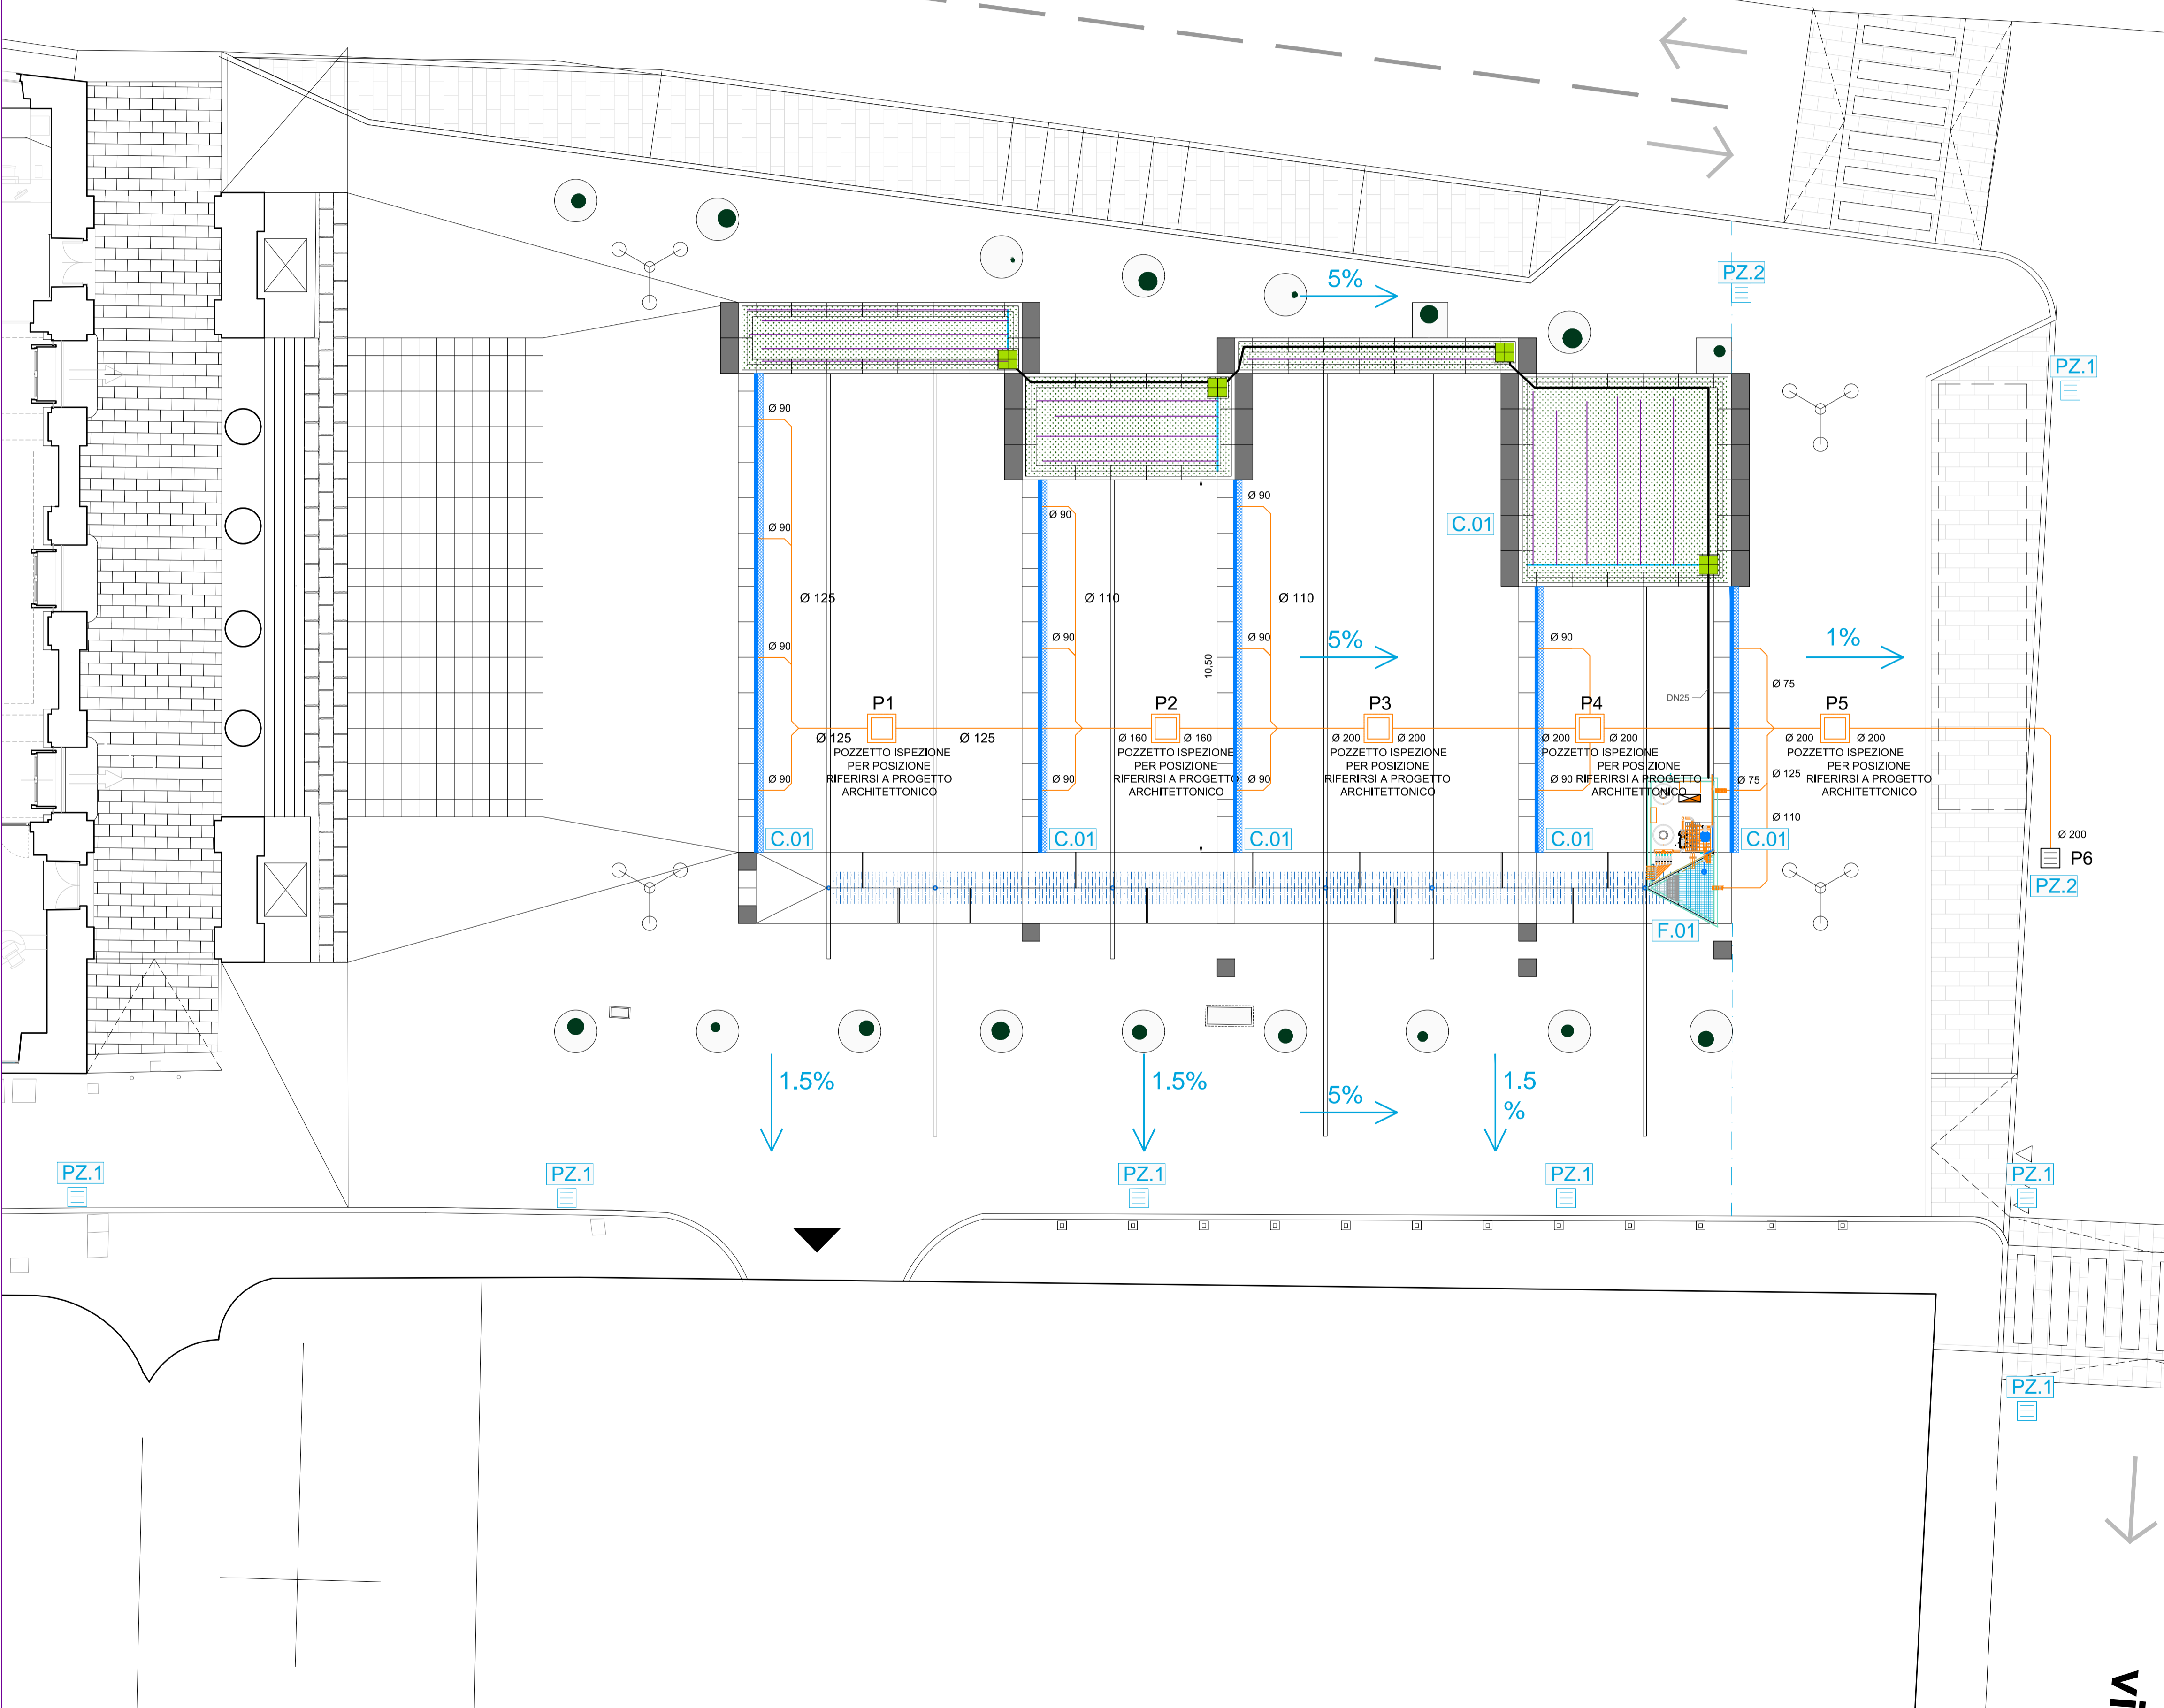 5%
PZ.2
PZ.1
Ø 90
Ø 90
Ø 90
C.01
Ø 90
Ø 125
Ø 110
Ø 110
Ø 90
Ø 90
Ø 90
Ø 90
5%
1%
10.50
Ø 75
DN25
P1
P2
P3
P4
P5
Ø 125
Ø 125
Ø 160
Ø 160
Ø 200
Ø 200
Ø 200
Ø 200
Ø 200
Ø 200
POZZETTO ISPEZIONE
PER POSIZIONE
RIFERIRSI A PROGETTO
ARCHITETTONICO
POZZETTO ISPEZIONE
PER POSIZIONE
RIFERIRSI A PROGETTO
ARCHITETTONICO
POZZETTO ISPEZIONE
PER POSIZIONE
RIFERIRSI A PROGETTO
ARCHITETTONICO
POZZETTO ISPEZIONE
PER POSIZIONE
RIFERIRSI A PROGETTO
ARCHITETTONICO
POZZETTO ISPEZIONE
PER POSIZIONE
RIFERIRSI A PROGETTO
ARCHITETTONICO
Ø 90
Ø 90
Ø 90
Ø 90
Ø 75
Ø 125
Ø 110
Ø 200
C.01
C.01
C.01
C.01
C.01
P6
PZ.2
F.01
1.5%
1.5%
5%
1.5
%
PZ.1
PZ.1
PZ.1
PZ.1
PZ.1
PZ.1
vi